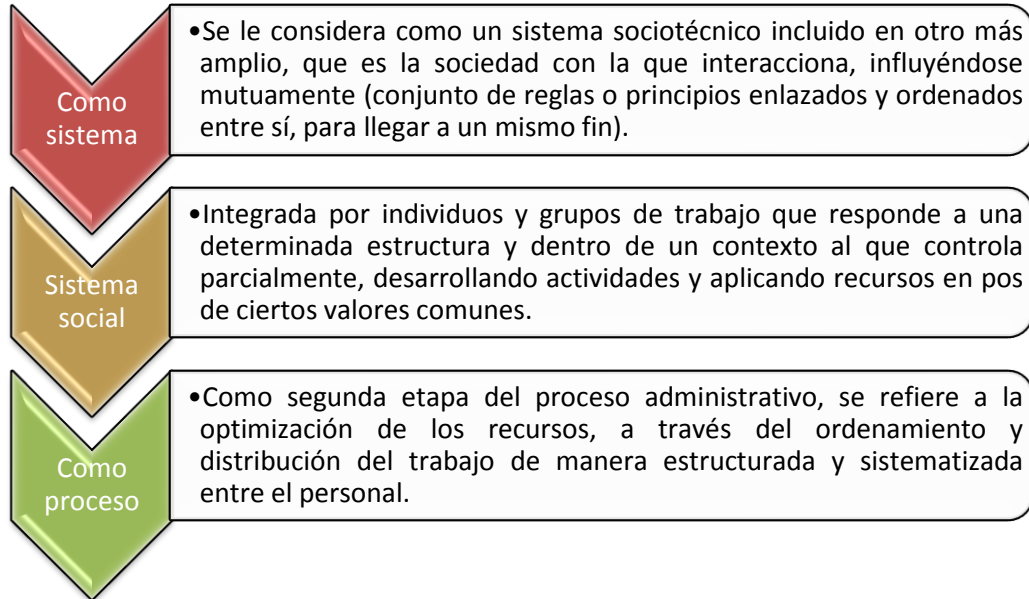 Como
sistema
•Se le considera como un sistema sociotécnico incluido en otro más
amplio, que es la sociedad con la que interacciona, influyéndose
mutuamente (conjunto de reglas o principios enlazados y ordenados
entre sí, para llegar a un mismo fin).
Sistema
social
•Integrada por individuos y grupos de trabajo que responde a una
determinada estructura y dentro de un contexto al que controla
parcialmente, desarrollando actividades y aplicando recursos en pos
de ciertos valores comunes.
Como
proceso
•Como segunda etapa del proceso administrativo, se refiere a la
optimización de los recursos, a través del ordenamiento y
distribución del trabajo de manera estructurada y sistematizada
entre el personal.